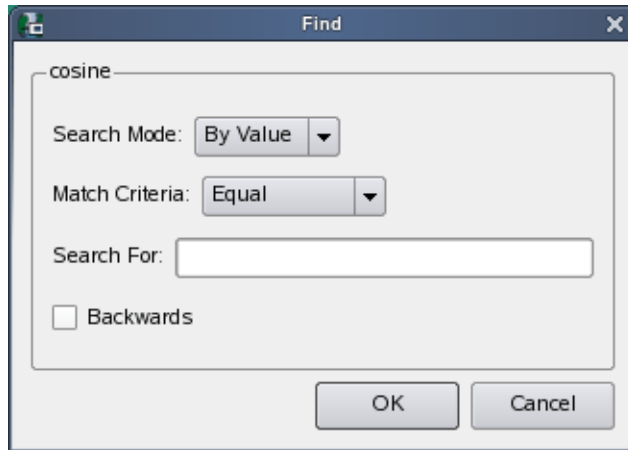 Find
cosine
Search Mode: By Value
Match Criteria: Equal
Search For:
Backwards
OK Cancel